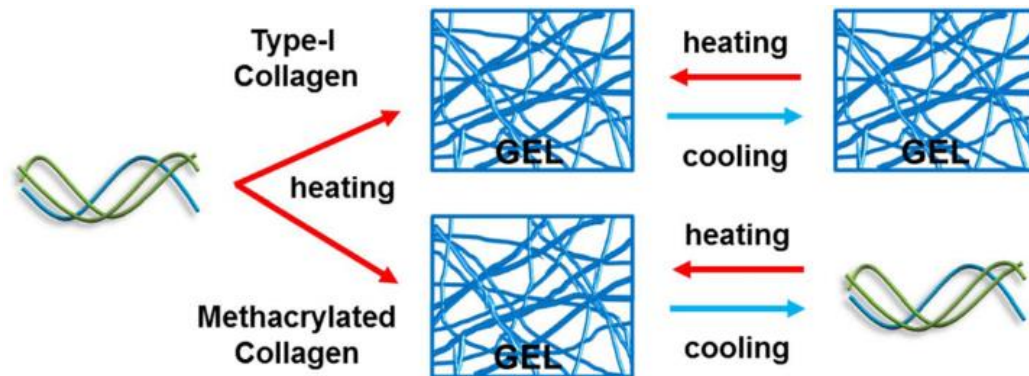 Type-I
Collagen
heating
GEL
heating
cooling
GEL
Methacrylated
Collagen
GEL
heating
cooling